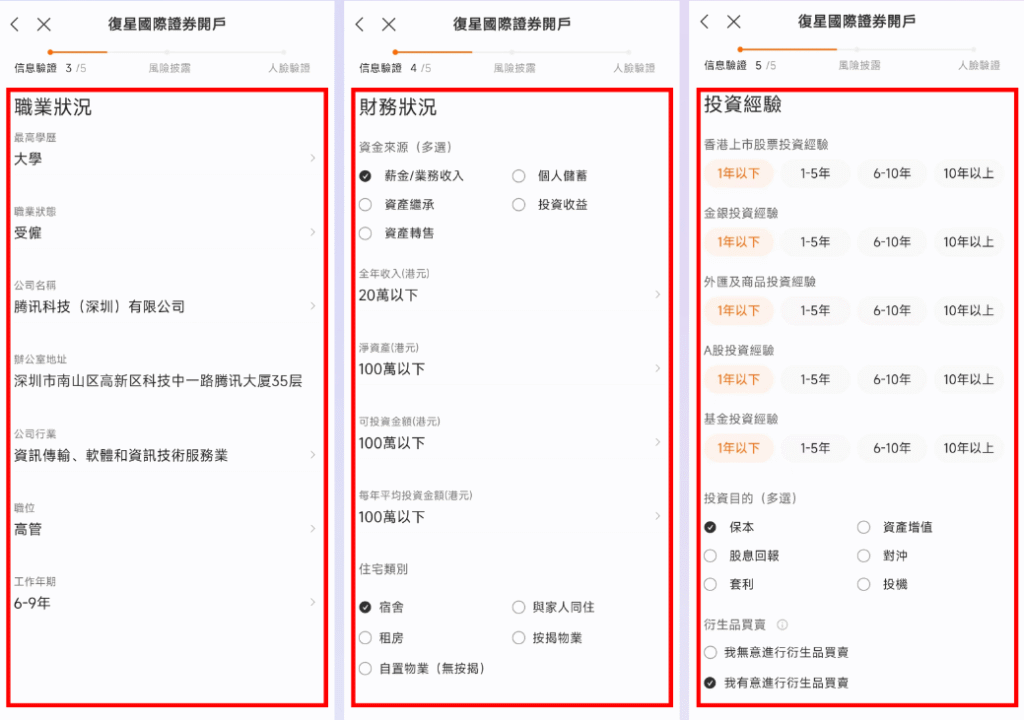 復星國際證券開戶
信息驗證 3 /5 風險披露 人臉驗證
職業狀況
最高學歷
大學
職業狀態
受僱
公司名稱
腾讯科技（深圳）有限公司
辦公室地址
深圳市南山区高新区科技中一路腾讯大厦35层
公司行業
資訊傳輸、軟體和資訊技術服務業
職位
高管
工作年期
6-9年
復星國際證券開戶
信息驗證 4 /5 風險披露 人臉驗證
財務狀況
資金來源（多選）
薪金/業務收入 個人儲蓄
資產繼承 投資收益
資產轉售
全年收入(港元)
20萬以下
淨資產(港元)
100萬以下
可投資金額(港元)
100萬以下
每年平均投資金額(港元)
100萬以下
住宅類別
宿舍 與家人同住
租房 按揭物業
自置物業（無按揭）
復星國際證券開戶
信息驗證 5 /5 風險披露 人臉驗證
投資經驗
香港上市股票投資經驗
1年以下 1-5年 6-10年 10年以上
金銀投資經驗
1年以下 1-5年 6-10年 10年以上
外匯及商品投資經驗
1年以下 1-5年 6-10年 10年以上
A股投資經驗
1年以下 1-5年 6-10年 10年以上
基金投資經驗
1年以下 1-5年 6-10年 10年以上
投資目的（多選）
保本 資產增值
股息回報 對沖
套利 投機
衍生品買賣
我無意進行衍生品買賣
我有意進行衍生品買賣